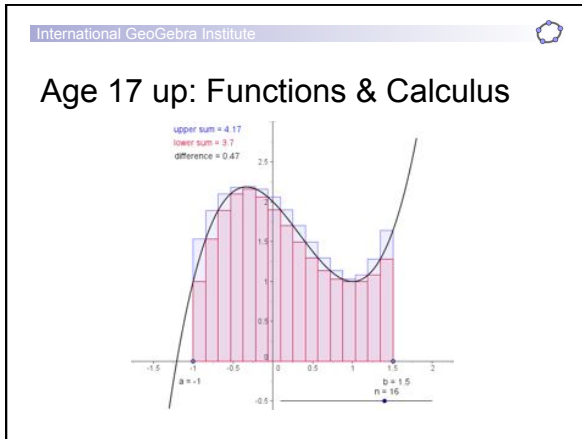 International GeoGebra Institute
Age 17 up: Functions & Calculus
upper sum = 4.17
lower sum = 3.7
difference = 0.47
2.5
2
1.5
1
0.5
0
-1.5 -1 -0.5 0 0.5 1 1.5 2
a = -1 b = 1.5
n = 16
-0.5